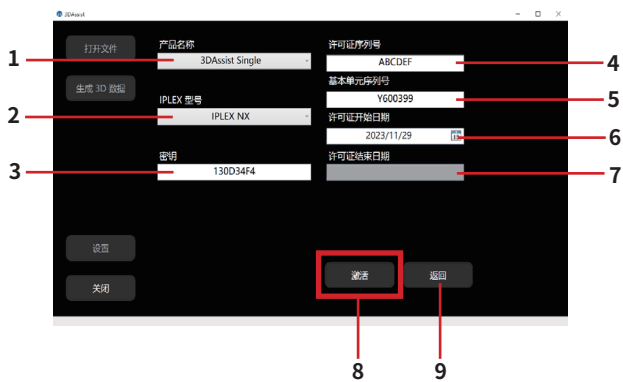 3DAssist
打开文件
生成 3D 数据
设置
关闭
1
产品名称
3DAssist Single
2
IPLEX 型号
IPLEX NX
3
密钥
130D34F4
许可证序列号
ABCDEF
4
基本单元序列号
Y600399
5
许可证开始日期
2023/11/29
15
6
许可证结束日期
7
激活
返回
8
9